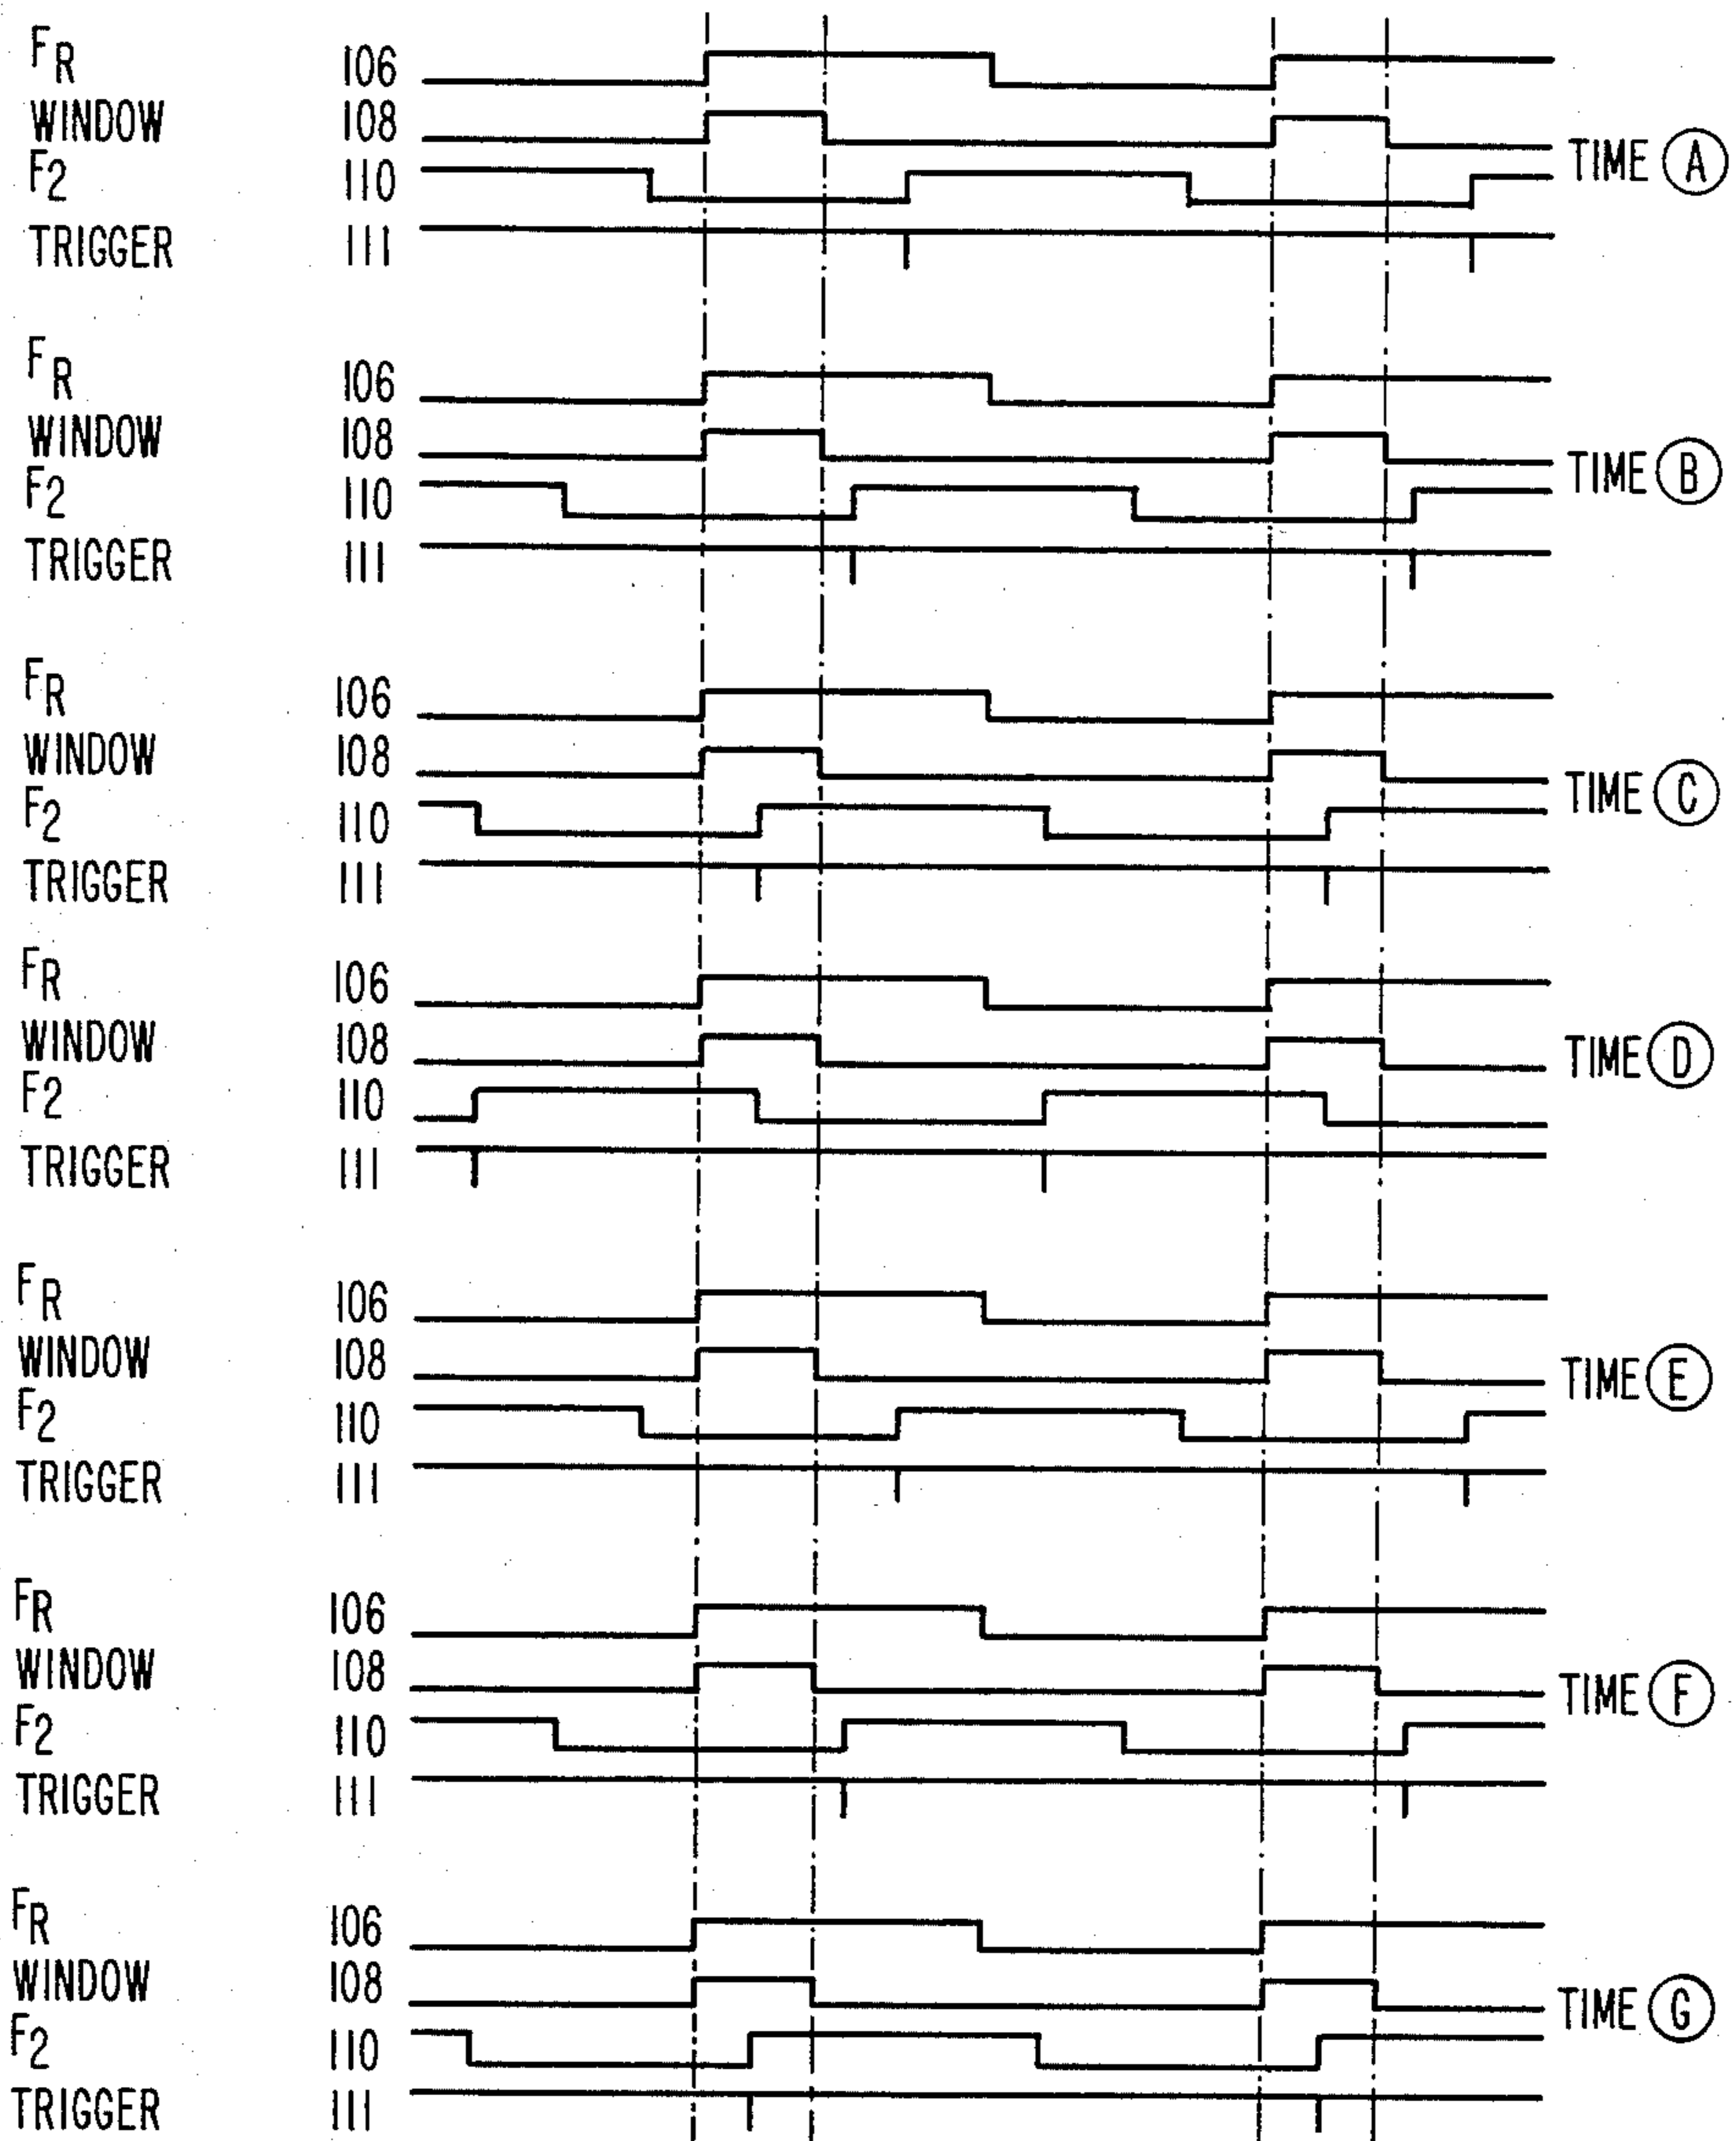 FR 106
WINDOW 108
F2 110
TRIGGER 111
TIME A
FR 106
WINDOW 108
F2 110
TRIGGER 111
TIME B
FR 106
WINDOW 108
F2 110
TRIGGER 111
TIME C
FR 106
WINDOW 108
F2 110
TRIGGER 111
TIME D
FR 106
WINDOW 108
F2 110
TRIGGER 111
TIME E
FR 106
WINDOW 108
F2 110
TRIGGER 111
TIME F
FR 106
WINDOW 108
F2 110
TRIGGER 111
TIME G